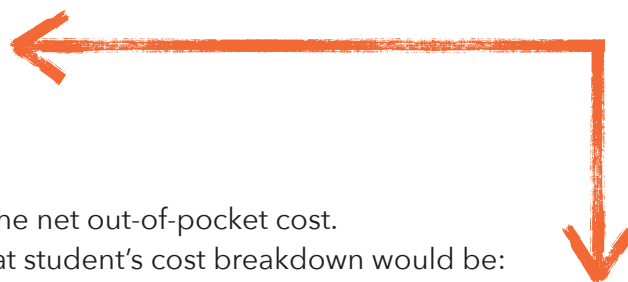 he net out-of-pocket cost.
at student’s cost breakdown would be: